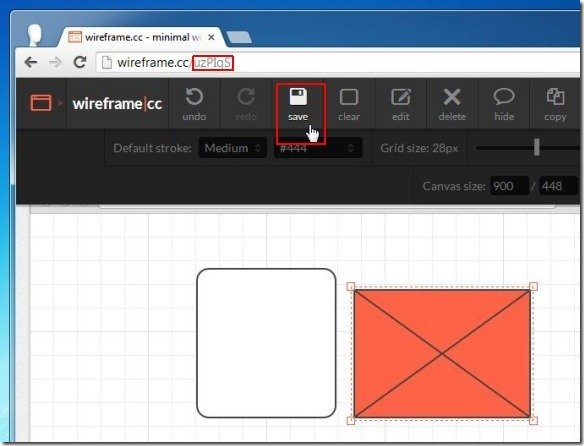 wireframe.cc - minimal w
wireframe.cc/uzPIqS
wireframe|cc
undo
redo
save
clear
edit
delete
hide
copy
Default stroke: Medium #444 Grid size: 28px
Canvas size: 900 / 448